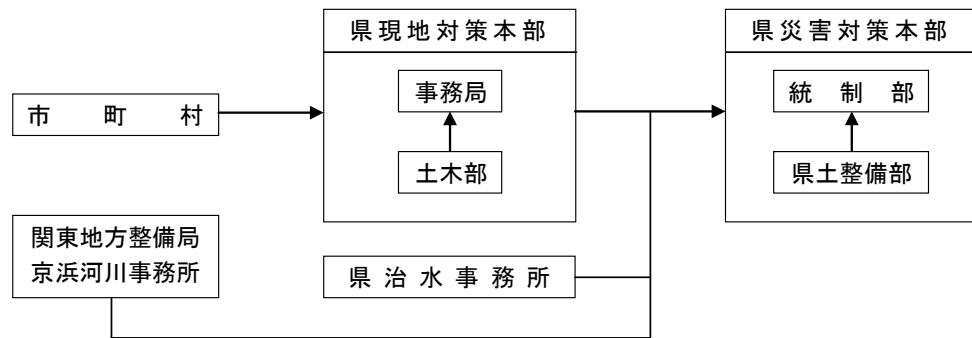 県現地対策本部
県災害対策本部
事務局
統制部
市町村
土木部
県土整備部
関東地方整備局
京浜河川事務所
県治水事務所